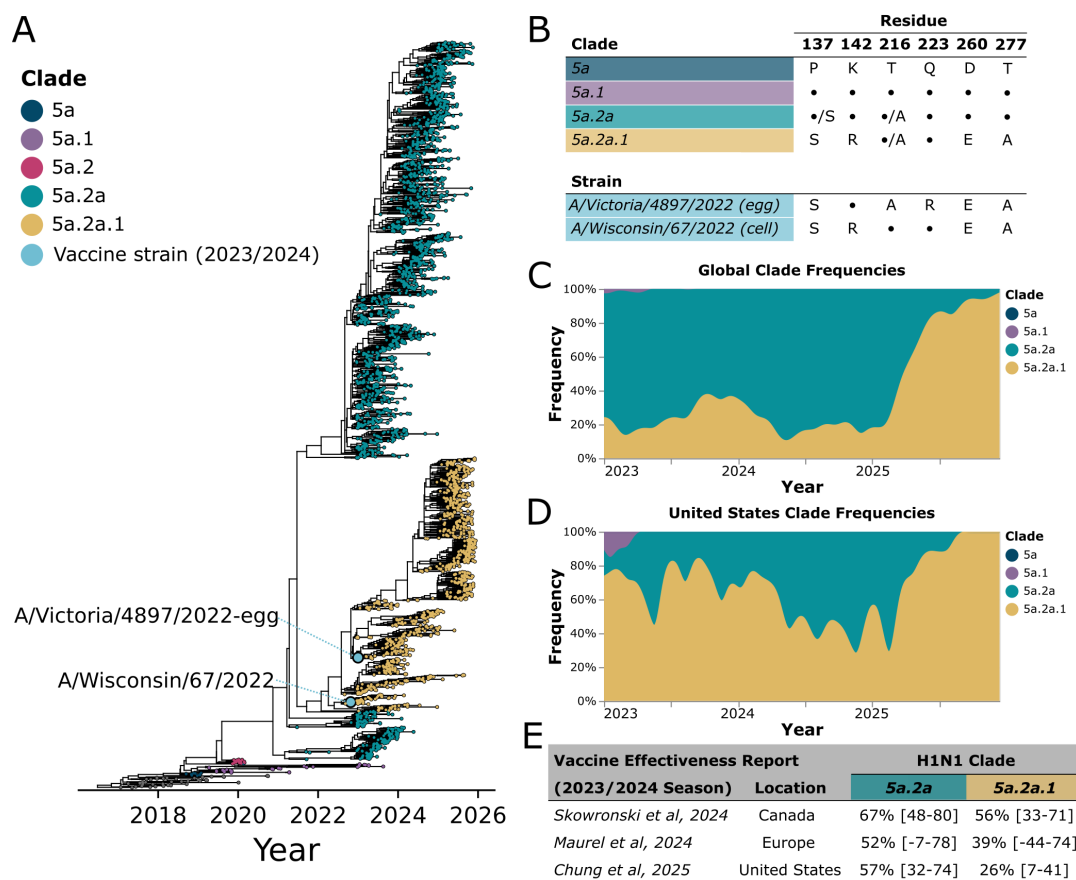 A
Clade
5a
5a.1
5a.2
5a.2a
5a.2a.1
Vaccine strain (2023/2024)
A/Victoria/4897/2022-egg
A/Wisconsin/67/2022
2018 2020 2022 2024 2026
Year
B
Residue
Clade 137 142 216 223 260 277
5a P K T Q D T
5a.1 • • • • • •
5a.2a •/S • •/A • • •
5a.2a.1 S R •/A • E A
Strain
A/Victoria/4897/2022 (egg) S • A R E A
A/Wisconsin/67/2022 (cell) S R • • E A
C
Global Clade Frequencies
100%
80%
60%
40%
20%
0%
Frequency
2023 2024 2025
Year
Clade
5a
5a.1
5a.2a
5a.2a.1
D
United States Clade Frequencies
100%
80%
60%
40%
20%
0%
Frequency
2023 2024 2025
Year
Clade
5a
5a.1
5a.2a
5a.2a.1
E
Vaccine Effectiveness Report H1N1 Clade
(2023/2024 Season) Location 5a.2a 5a.2a.1
Skowronski et al, 2024 Canada 67% [48-80] 56% [33-71]
Maurel et al, 2024 Europe 52% [-7-78] 39% [-44-74]
Chung et al, 2025 United States 57% [32-74] 26% [7-41]